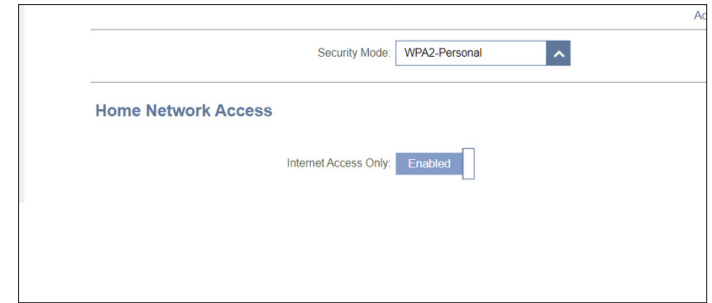 Security Mode: WPA2-Personal
Home Network Access
Internet Access Only: Enabled